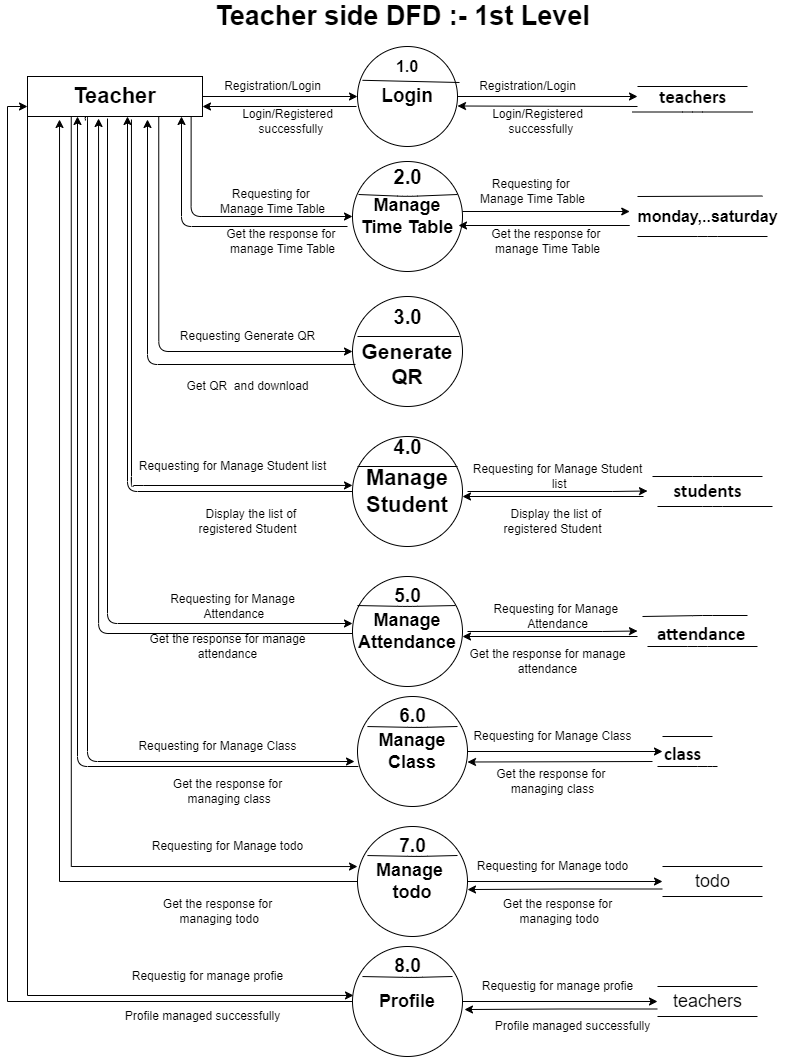 Teacher side DFD :- 1st Level
Teacher
Registration/Login
Login/Registered
successfully
1.0
Login
Registration/Login
Login/Registered
successfully
teachers
Requesting for
Manage Time Table
Get the response for
manage Time Table
2.0
Manage
Time Table
Requesting for
Manage Time Table
Get the response for
manage Time Table
monday,..saturday
Requesting Generate QR
Get QR  and download
3.0
Generate
QR
Requesting for Manage Student list
Display the list of
registered Student
4.0
Manage
Student
Requesting for Manage Student
list
Display the list of
registered Student
students
Requesting for Manage
Attendance
Get the response for manage
attendance
5.0
Manage
Attendance
Requesting for Manage
Attendance
Get the response for manage
attendance
attendance
Requesting for Manage Class
Get the response for
managing class
6.0
Manage
Class
Requesting for Manage Class
Get the response for
managing class
class
Requesting for Manage todo
Get the response for
managing todo
7.0
Manage
todo
Requesting for Manage todo
Get the response for
managing todo
todo
Requestig for manage profie
Profile managed successfully
8.0
Profile
Requestig for manage profie
Profile managed successfully
teachers